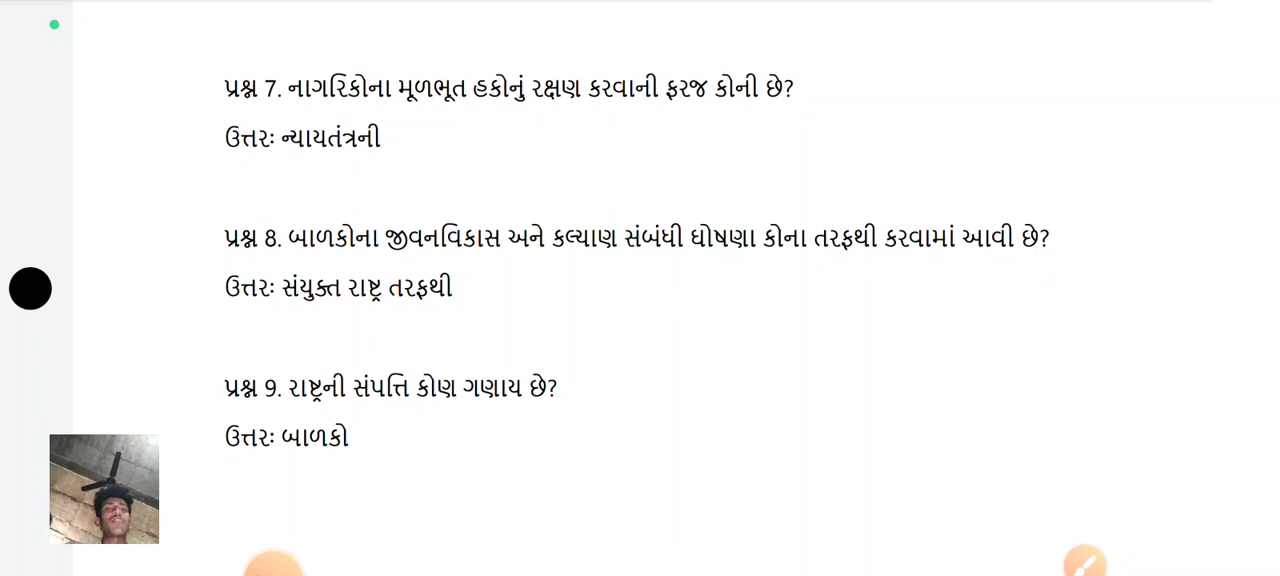 પ્રશ્ન 7. નાગરિકોના મૂળભૂત હકોનું રક્ષણ કરવાની ફરજ કોની છે?
ઉત્તરઃ ન્યાયતંત્રની
પ્રશ્ન 8. બાળકોના જીવનવિકાસ અને કલ્યાણ સંબંધી ઘોષણા કોના તરફથી કરવામાં આવી છે?
ઉત્તરઃ સંયુક્ત રાષ્ટ્ર તરફથી
પ્રશ્ન 9. રાષ્ટ્રની સંપત્તિ કોણ ગણાય છે?
ઉત્તરઃ બાળકો